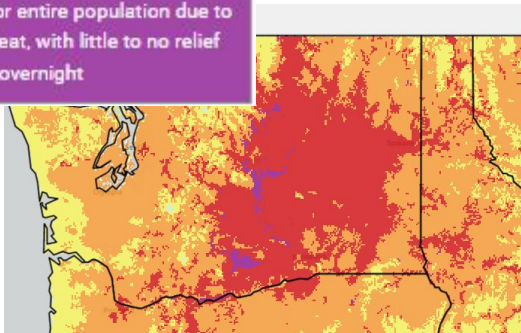 or entire population due to
eat, with little to no relief
overnight